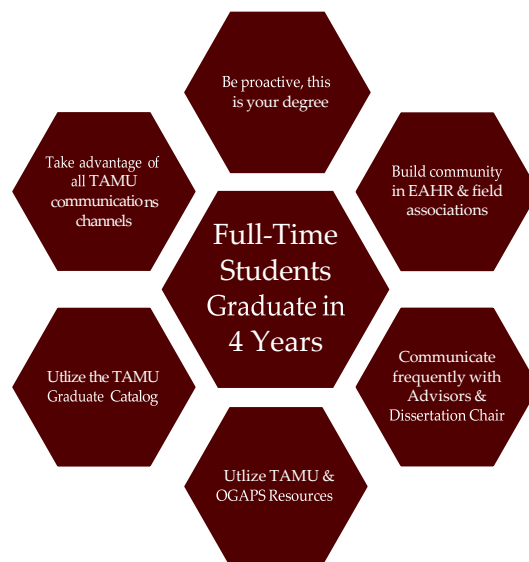 Be proactive, this
is your degree
Take advantage of
all TAMU
communications
channels
Build community
in EAHR & field
associations
Full-Time
Students
Graduate in
4 Years
Utlize the TAMU
Graduate Catalog
Communicate
frequently with
Advisors &
Dissertation Chair
Utlize TAMU &
OGAPS Resources